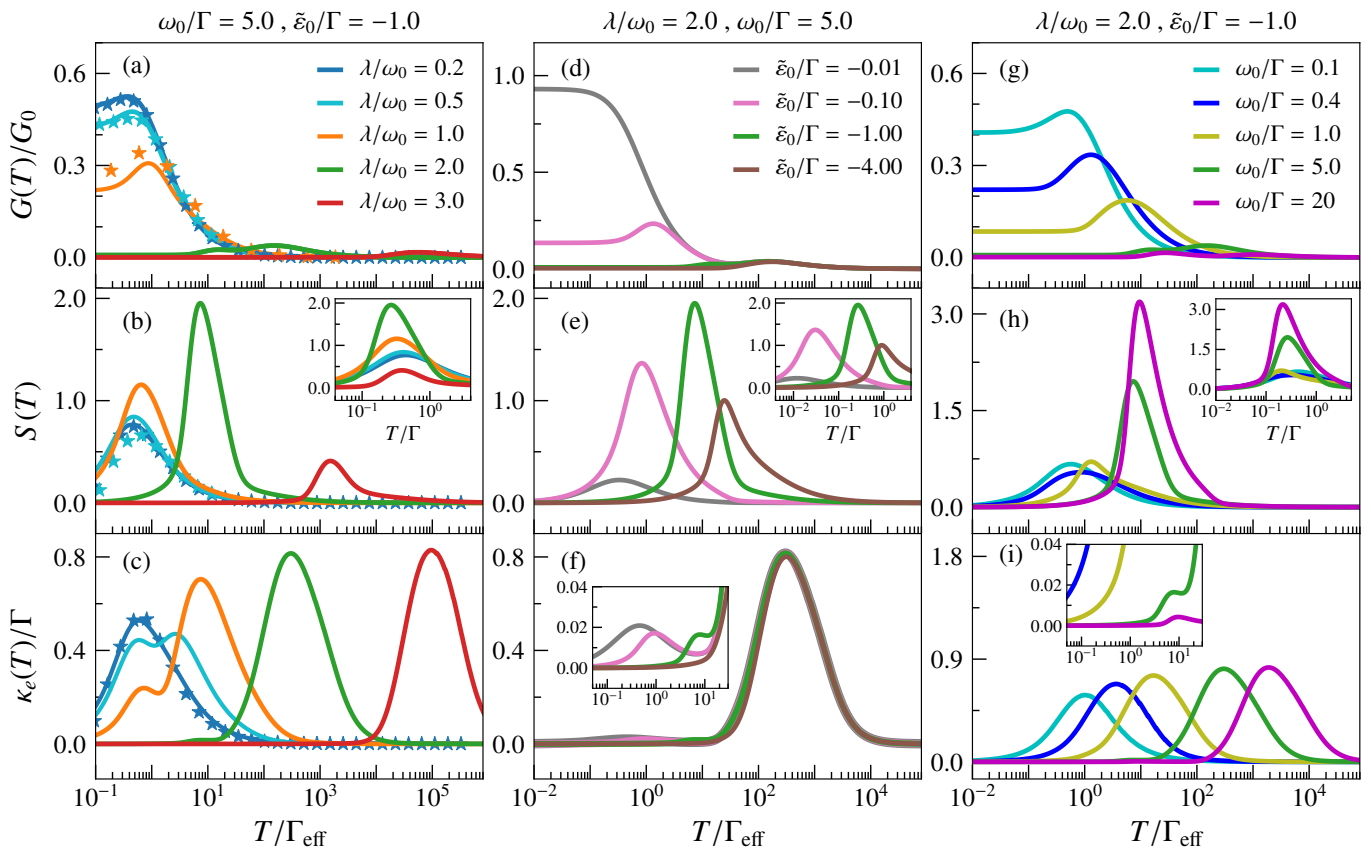 ω₀/Γ = 5.0 , ε̃₀/Γ = −1.0
λ/ω₀ = 2.0 , ω₀/Γ = 5.0
λ/ω₀ = 2.0 , ε̃₀/Γ = −1.0
G(T)/G₀
0.6
0.3
0.0
(a)
λ/ω₀ = 0.2
λ/ω₀ = 0.5
λ/ω₀ = 1.0
λ/ω₀ = 2.0
λ/ω₀ = 3.0
1.0
0.5
0.0
(d)
ε̃₀/Γ = −0.01
ε̃₀/Γ = −0.10
ε̃₀/Γ = −1.00
ε̃₀/Γ = −4.00
0.6
0.3
0.0
(g)
ω₀/Γ = 0.1
ω₀/Γ = 0.4
ω₀/Γ = 1.0
ω₀/Γ = 5.0
ω₀/Γ = 20
S(T)
2.0
1.0
0.0
(b)
2.0
1.0
0.0
10⁻¹ 10⁰
T/Γ
2.0
1.0
0.0
(e)
2.0
1.0
0.0
10⁻² 10⁻¹ 10⁰
T/Γ
3.0
1.5
0.0
(h)
3.0
1.5
0.0
10⁻² 10⁻¹ 10⁰
T/Γ
κₑ(T)/Γ
0.8
0.4
0.0
(c)
10⁻¹ 10¹ 10³ 10⁵
T/Γeff
0.8
0.4
0.0
(f)
0.04
0.02
0.00
10⁻¹ 10⁰ 10¹
10⁻² 10⁰ 10² 10⁴
T/Γeff
1.8
0.9
0.0
(i)
0.04
0.02
0.00
10⁻¹ 10⁰ 10¹
10⁻² 10⁰ 10² 10⁴
T/Γeff